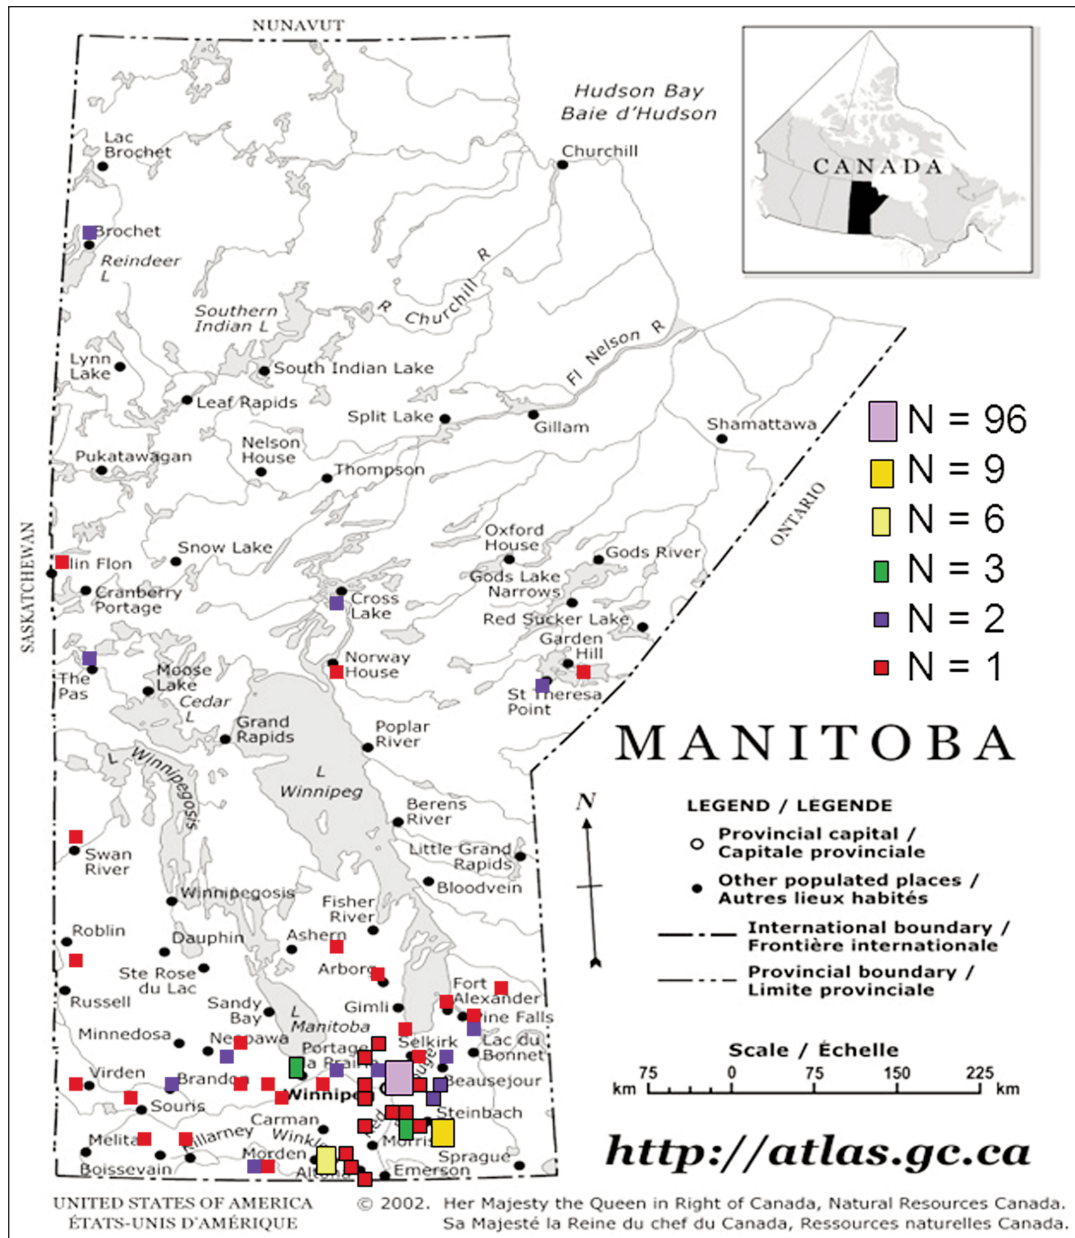 NUNAVUT
Hudson Bay
Baie d'Hudson
Churchill
CANADA
Lac
Brochet
Brochet
Reindeer
L
Southern
Indian L
R Churchill R
Fl Nelson R
Lynn
Lake
South Indian Lake
Leaf Rapids
Split Lake
Gillam
Shamattawa
Nelson
House
Pukatawagan
Thompson
ONTARIO
SASKATCHEWAN
N = 96
N = 9
N = 6
N = 3
N = 2
N = 1
Snow Lake
lin Flon
Cranberry
Portage
Oxford
House
Gods River
Gods Lake
Narrows
Cross
Lake
Red Sucker Lake
Garden
Hill
Norway
House
St Theresa
Point
The
Pas
Moose
Lake
Cedar
L
Grand
Rapids
Poplar
River
L
Winnipegosis
L
Winnipeg
MANITOBA
N
LEGEND / LEGENDE
Provincial capital /
Capitale provinciale
Other populated places /
Autres lieux habités
International boundary /
Frontière internationale
Provincial boundary /
Limite provinciale
Scale / Échelle
km 75 0 75 150 225 km
http://atlas.gc.ca
Berens
River
Little Grand
Rapids
Swan
River
Bloodvein
Winnipegosis
Fisher
River
Roblin
Dauphin
Ashern
Ste Rose
du Lac
Arborg
Fort
Alexander
Russell
Sandy
Bay
Gimli
Pine Falls
L
Manitoba
Minnedosa
Neepawa
Portage
la Prairie
Selkirk
Lac du
Bonnet
Virden
Brandon
Winnipeg
Beausejour
Souris
Carman
Red
Steinbach
Melita
Killarney
Winkle
Morris
Morden
Sprague
Boissevain
Altona
Emerson
UNITED STATES OF AMERICA
ÉTATS-UNIS D'AMÉRIQUE
© 2002. Her Majesty the Queen in Right of Canada, Natural Resources Canada.
Sa Majesté la Reine du chef du Canada, Ressources naturelles Canada.